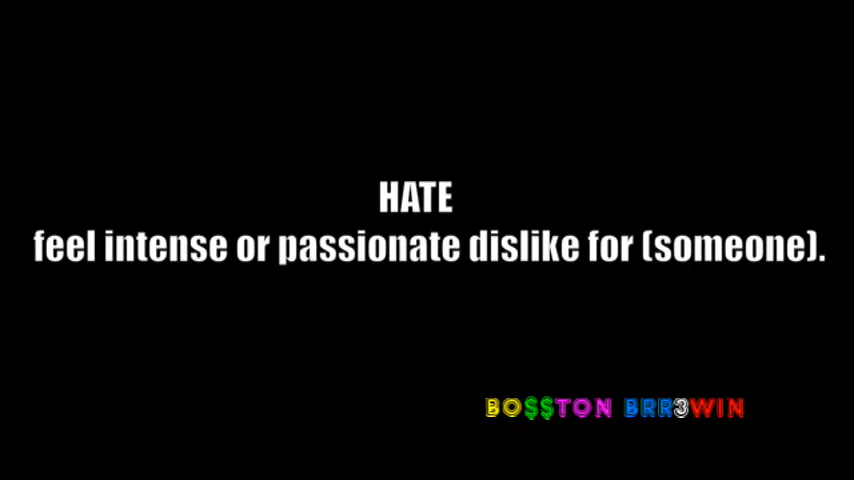 HATE
feel intense or passionate dislike for (someone).
BO$$TON BRR3WIN